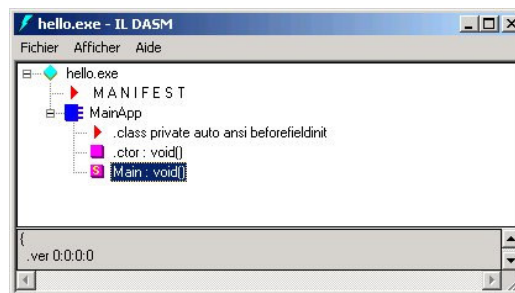 hello.exe - IL DASM
Fichier Afficher Aide
hello.exe
M A N I F E S T
MainApp
.class private auto ansi beforefieldinit
.ctor : void()
S Main : void()
{
.ver 0:0:0:0